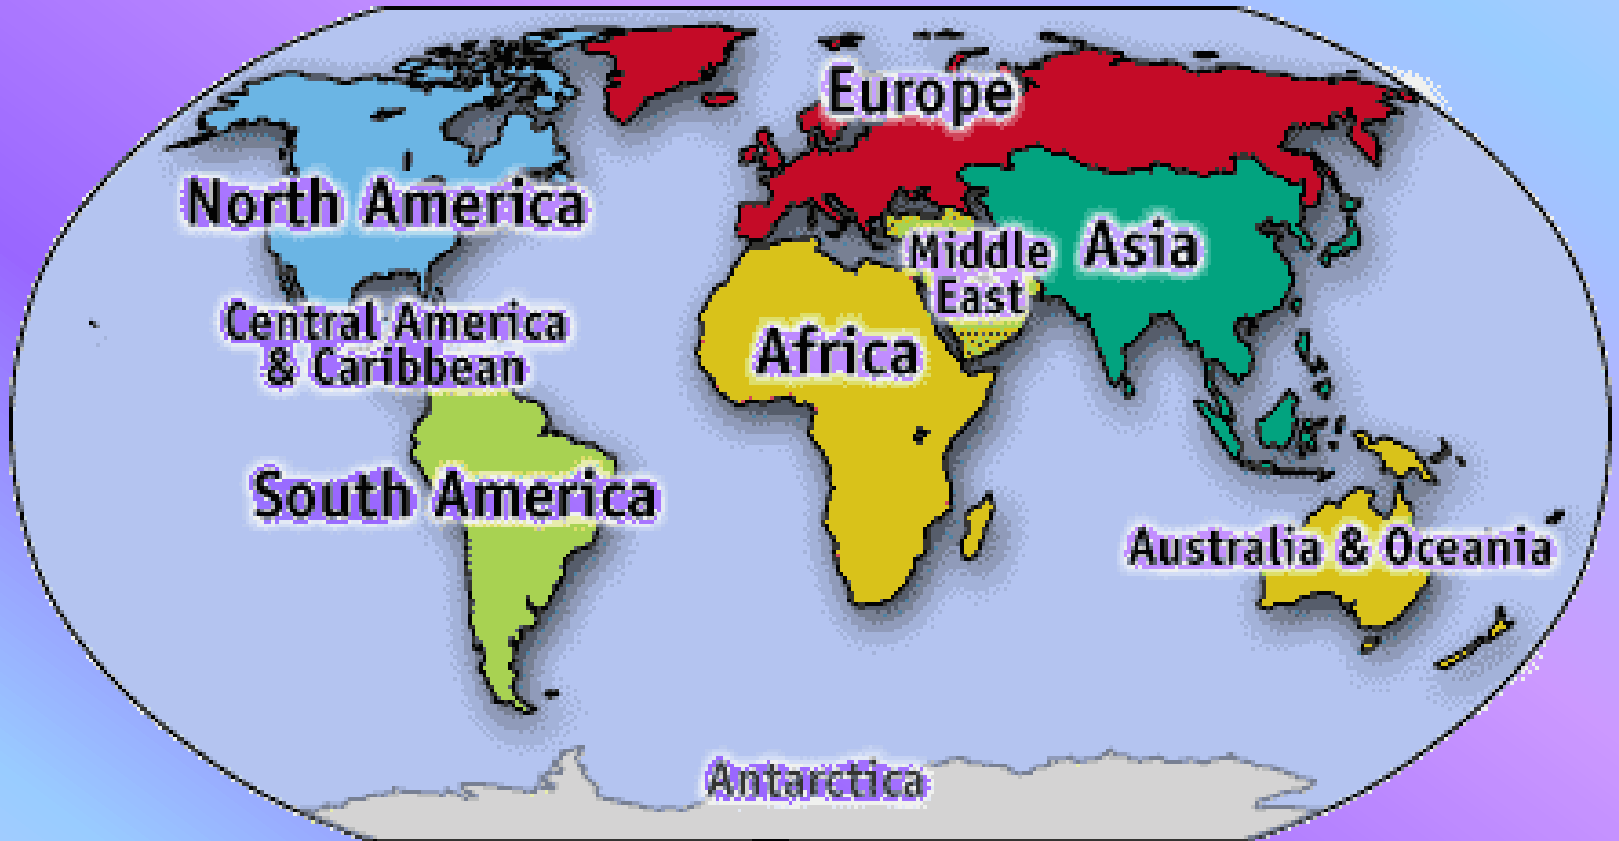 Europe
North America
Middle
East
Asia
Central America
& Caribbean
Africa
South America
Australia & Oceania
Antarctica